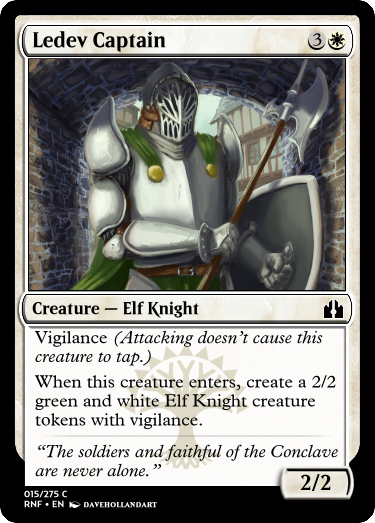 Ledev Captain 3
Creature — Elf Knight
Vigilance (Attacking doesn't cause this
creature to tap.)
When this creature enters, create a 2/2
green and white Elf Knight creature
tokens with vigilance.
“The soldiers and faithful of the Conclave
are never alone.”
2/2
015/275 C
RNF • EN DAVEHOLLANDART